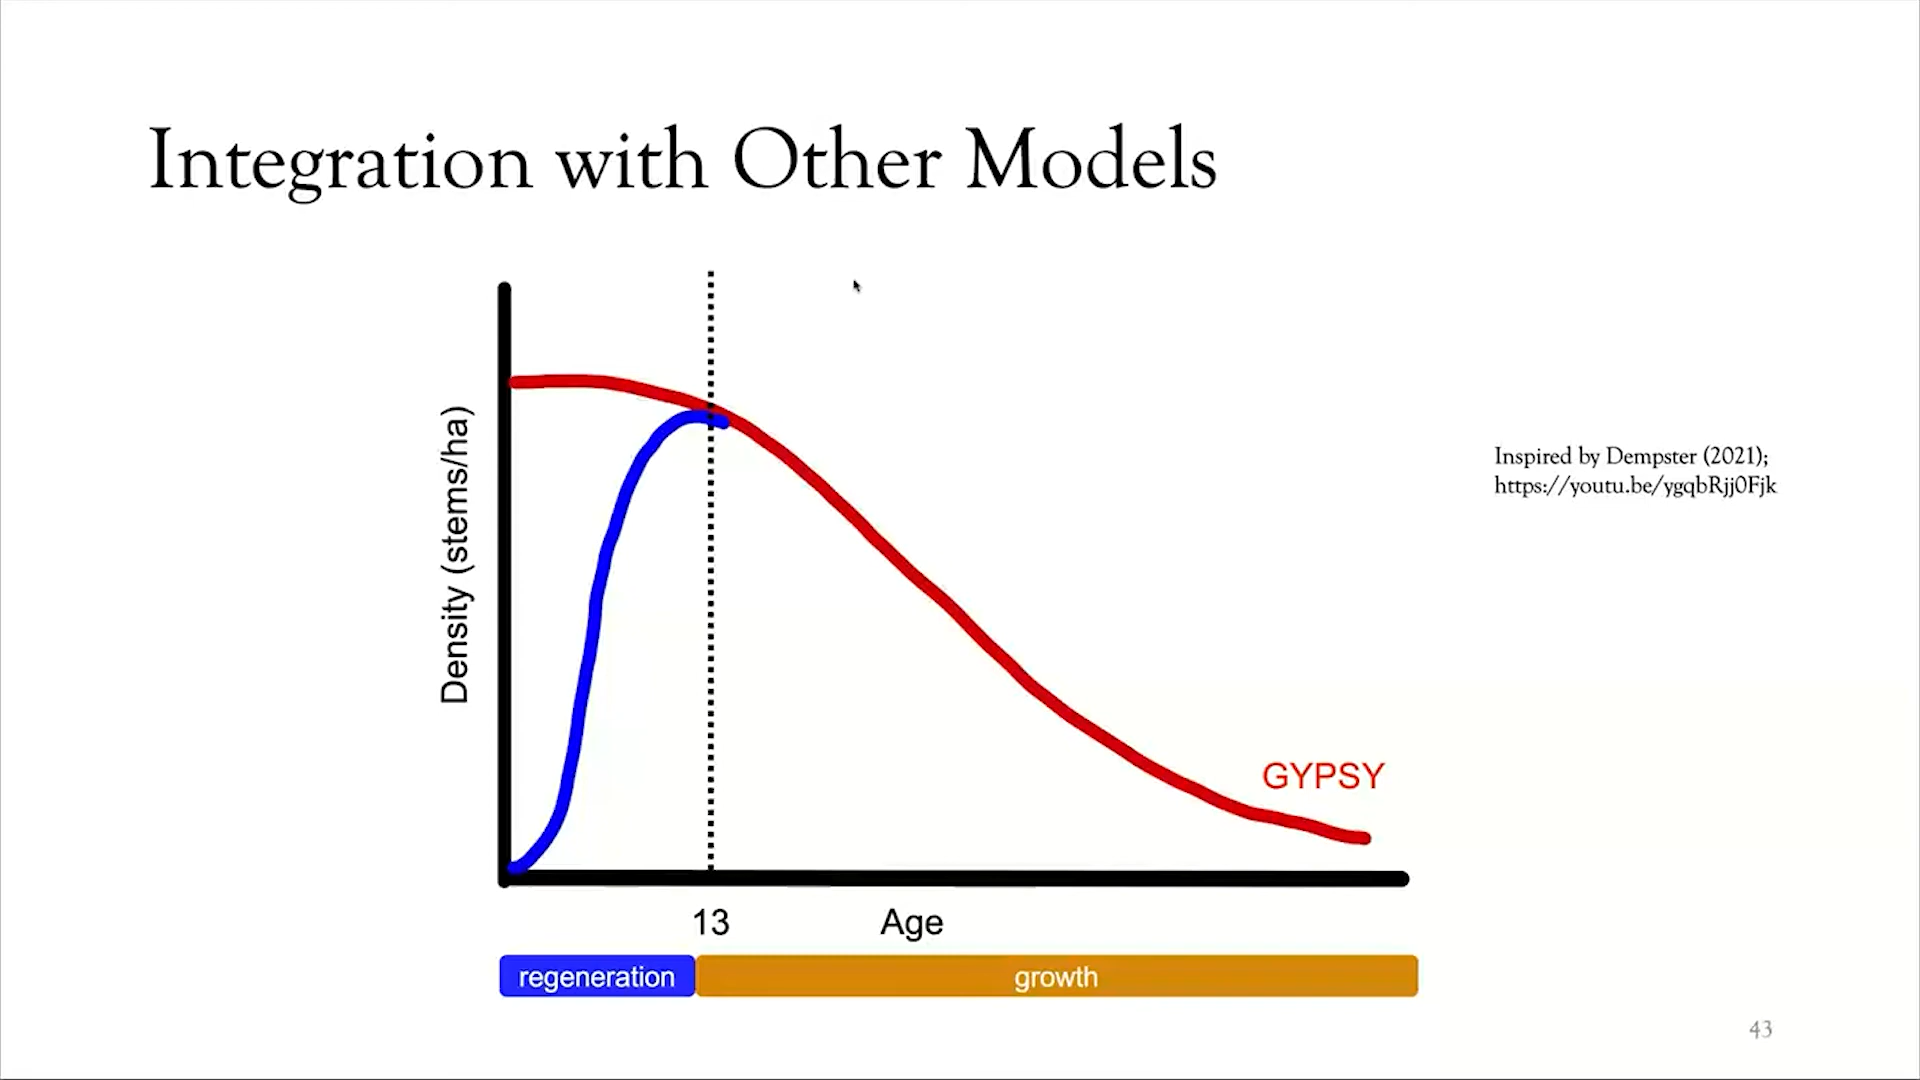 Integration with Other Models
Density (stems/ha)
Inspired by Dempster (2021);
https://youtu.be/ygqbRjj0Fjk
GYPSY
13
Age
regeneration
growth
43